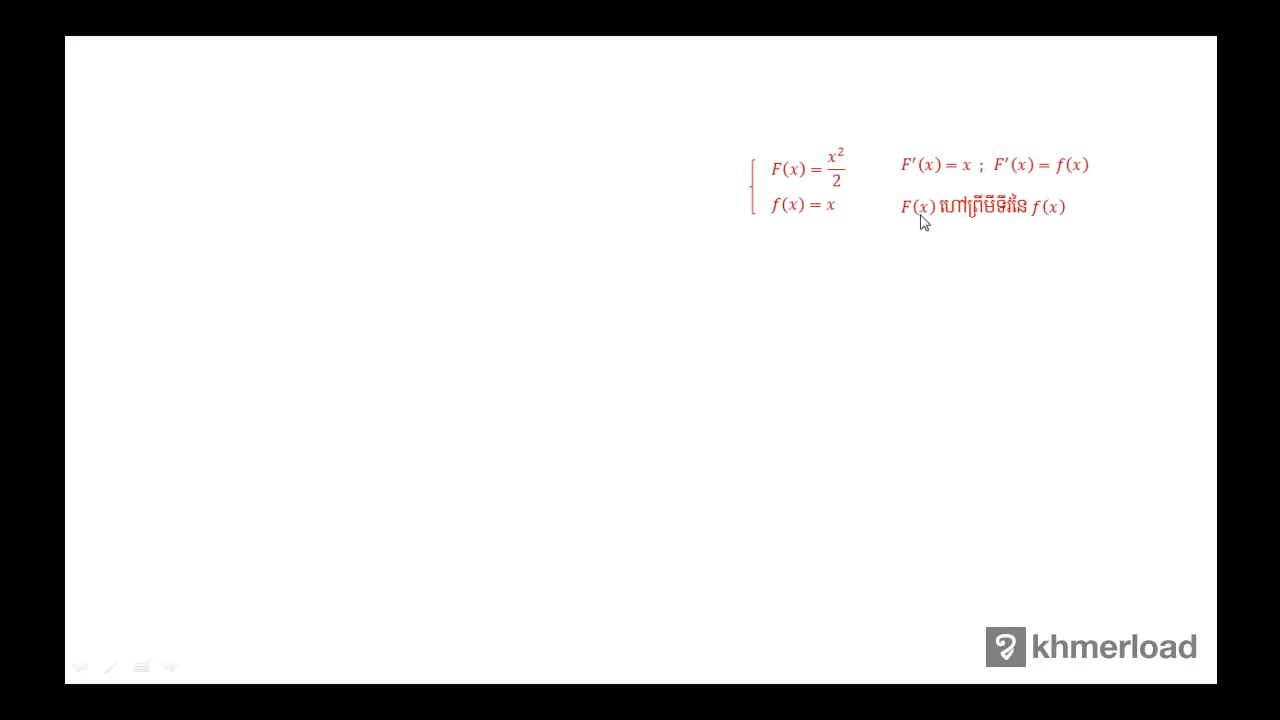 F(x) = x²/2
f(x) = x
F′(x) = x ; F′(x) = f(x)
F(x) ហៅព្រីមីទីវនៃ f(x)
khmerload